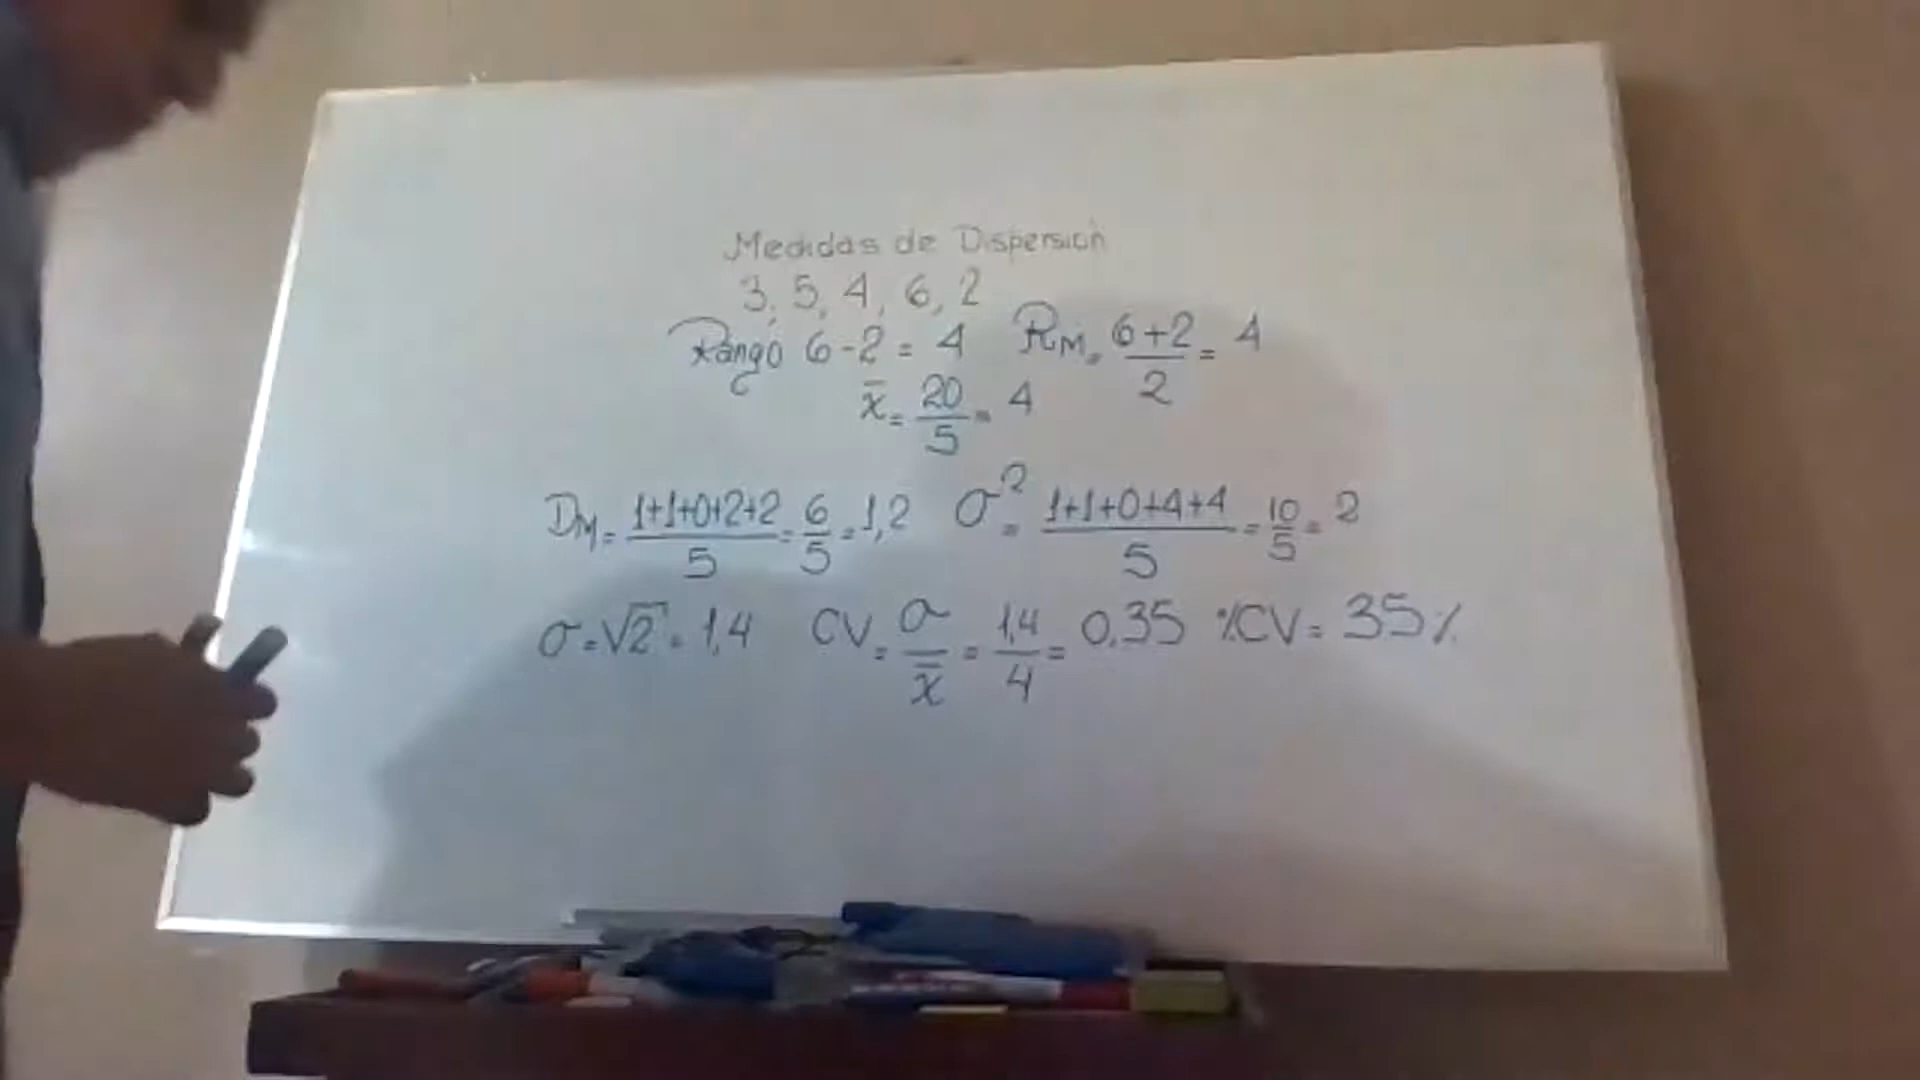 Medidas de Dispersión
3, 5, 4, 6, 2
Rango 6-2 = 4 RM = 6+2/2 = 4
x̄ = 20/5 = 4
DM = 1+1+0+2+2/5 = 6/5 = 1,2 σ² = 1+1+0+4+4/5 = 10/5 = 2
σ = √2 = 1,4 CV = σ/x̄ = 1,4/4 = 0,35 %CV = 35%